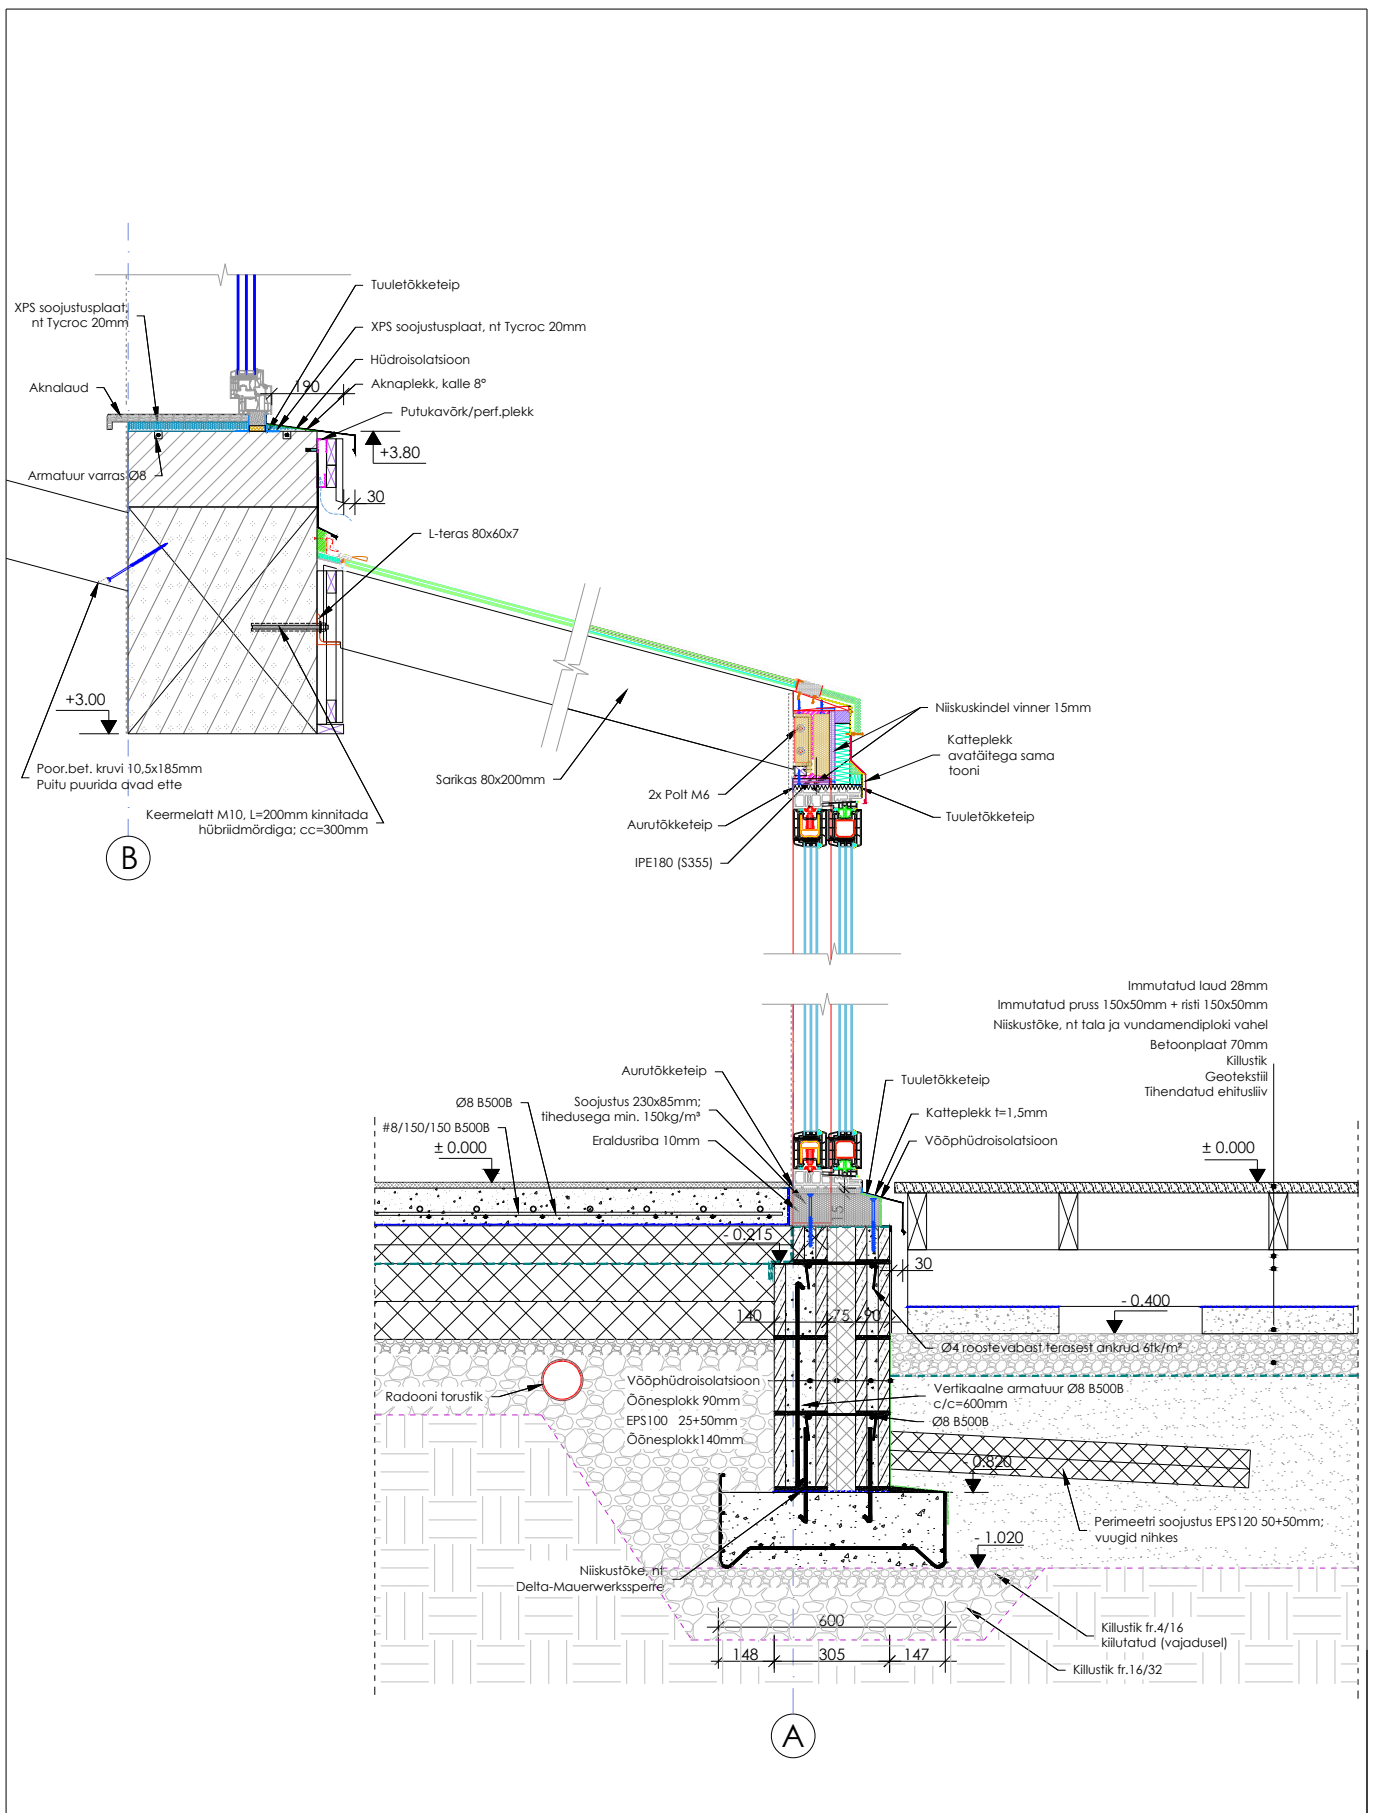 Tuuletõkketeip
XPS soojustusplaat,
nt Tycroc 20mm
XPS soojustusplaat, nt Tycroc 20mm
Hüdroisolatsioon
Aknalaud
190
Aknaplekk, kalle 8°
Putukavõrk/perf.plekk
+3.80
Armatuur varras Ø8
30
L-teras 80x60x7
+3.00
Niiskuskindel vinner 15mm
Katteplekk
avatäitega sama
tooni
Poor.bet. kruvi 10,5x185mm
Puitu puurida avad ette
Sarikas 80x200mm
2x Polt M6
Keermelatt M10, L=200mm kinnitada
hübriidmördiga; cc=300mm
Aurutõkketeip
Tuuletõkketeip
B
IPE180 (S355)
Immutatud laud 28mm
Immutatud pruss 150x50mm + risti 150x50mm
Niiskustõke, nt tala ja vundamendiploki vahel
Betoonplaat 70mm
Killustik
Geotekstiil
Tihendatud ehitusliiv
Aurutõkketeip
Tuuletõkketeip
Ø8 B500B
Soojustus 230x85mm;
tihedusega min. 150kg/m³
Katteplekk t=1,5mm
#8/150/150 B500B
Eraldusriba 10mm
Võõphüdroisolatsioon
± 0.000
± 0.000
15
- 0.215
30
- 0.400
140
75
90
Ø4 roostevabast terasest ankrud 6tk/m²
Radooni torustik
Võõphüdroisolatsioon
Õõnesplokk 90mm
EPS100 25+50mm
Õõnesplokk140mm
Vertikaalne armatuur Ø8 B500B
c/c=600mm
Ø8 B500B
- 0.820
Perimeetri soojustus EPS120 50+50mm;
vuugid nihkes
- 1.020
Niiskustõke, nt
Delta-Mauerwerkssperre
600
Killustik fr.4/16
kiilutatud (vajadusel)
148
305
147
Killustik fr.16/32
A